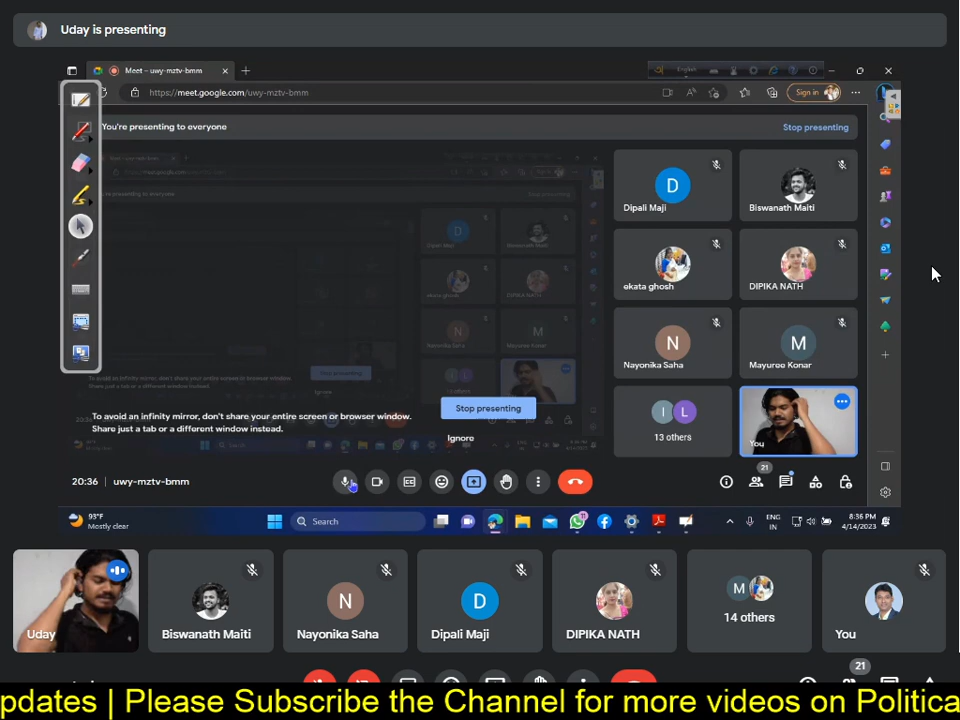 Uday is presenting
Meet – uwy-mztv-bmm
English
https://meet.google.com/uwy-mztv-bmm
Sign in
You're presenting to everyone
Stop presenting
D
Dipali Maji
Biswanath Maiti
ekata ghosh
DIPIKA NATH
N
Nayonika Saha
M
Mayuree Konar
I L
13 others
You
To avoid an infinity mirror, don't share your entire screen or browser window.
Share just a tab or a different window instead.
Stop presenting
Ignore
20:36 | uwy-mztv-bmm
21
93°F
Mostly clear
Search
ENG
IN
8:36 PM
4/14/2023
Uday
Biswanath Maiti
N
Nayonika Saha
D
Dipali Maji
DIPIKA NATH
M
14 others
You
21
pdates | Please Subscribe the Channel for more videos on Politica